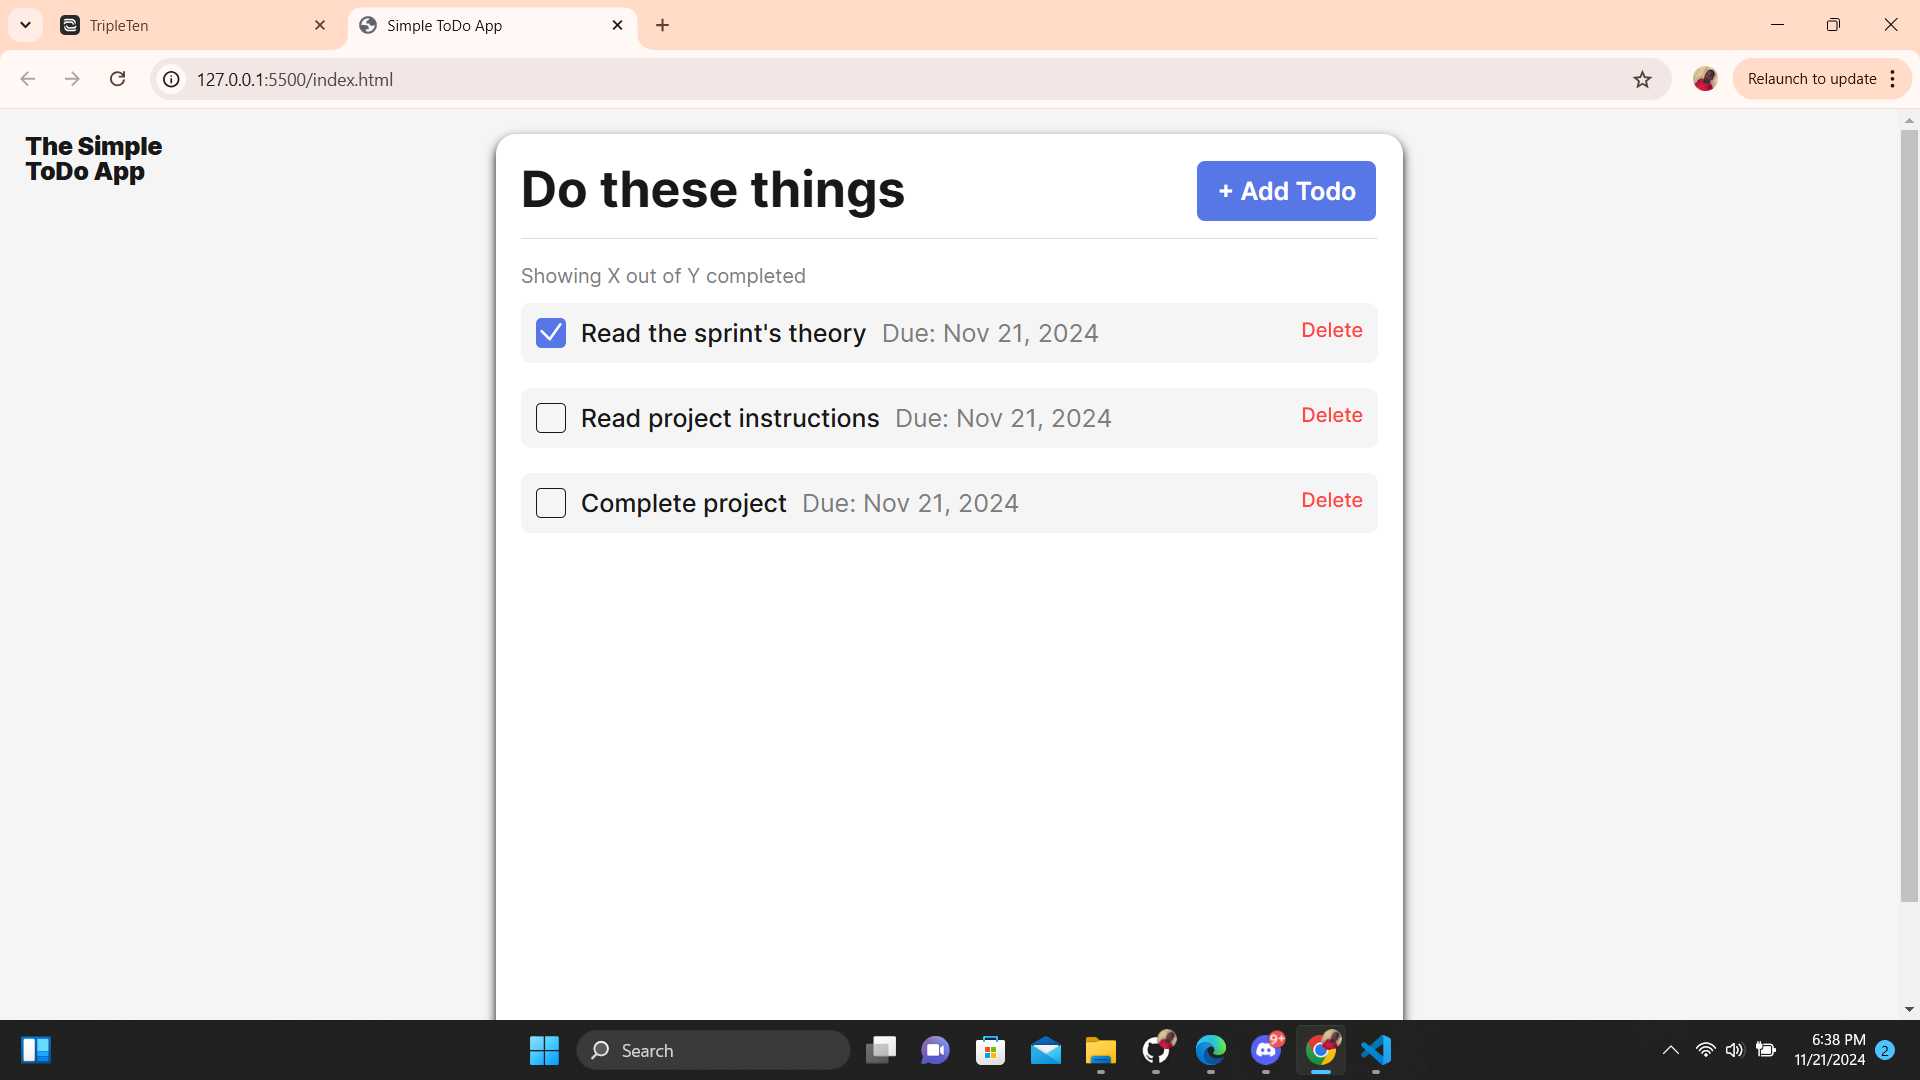 TripleTen
Simple ToDo App
127.0.0.1:5500/index.html
Relaunch to update
The Simple
ToDo App
Do these things
+ Add Todo
Showing X out of Y completed
Read the sprint's theory Due: Nov 21, 2024 Delete
Read project instructions Due: Nov 21, 2024 Delete
Complete project Due: Nov 21, 2024 Delete
Search
9+
6:38 PM
11/21/2024
2